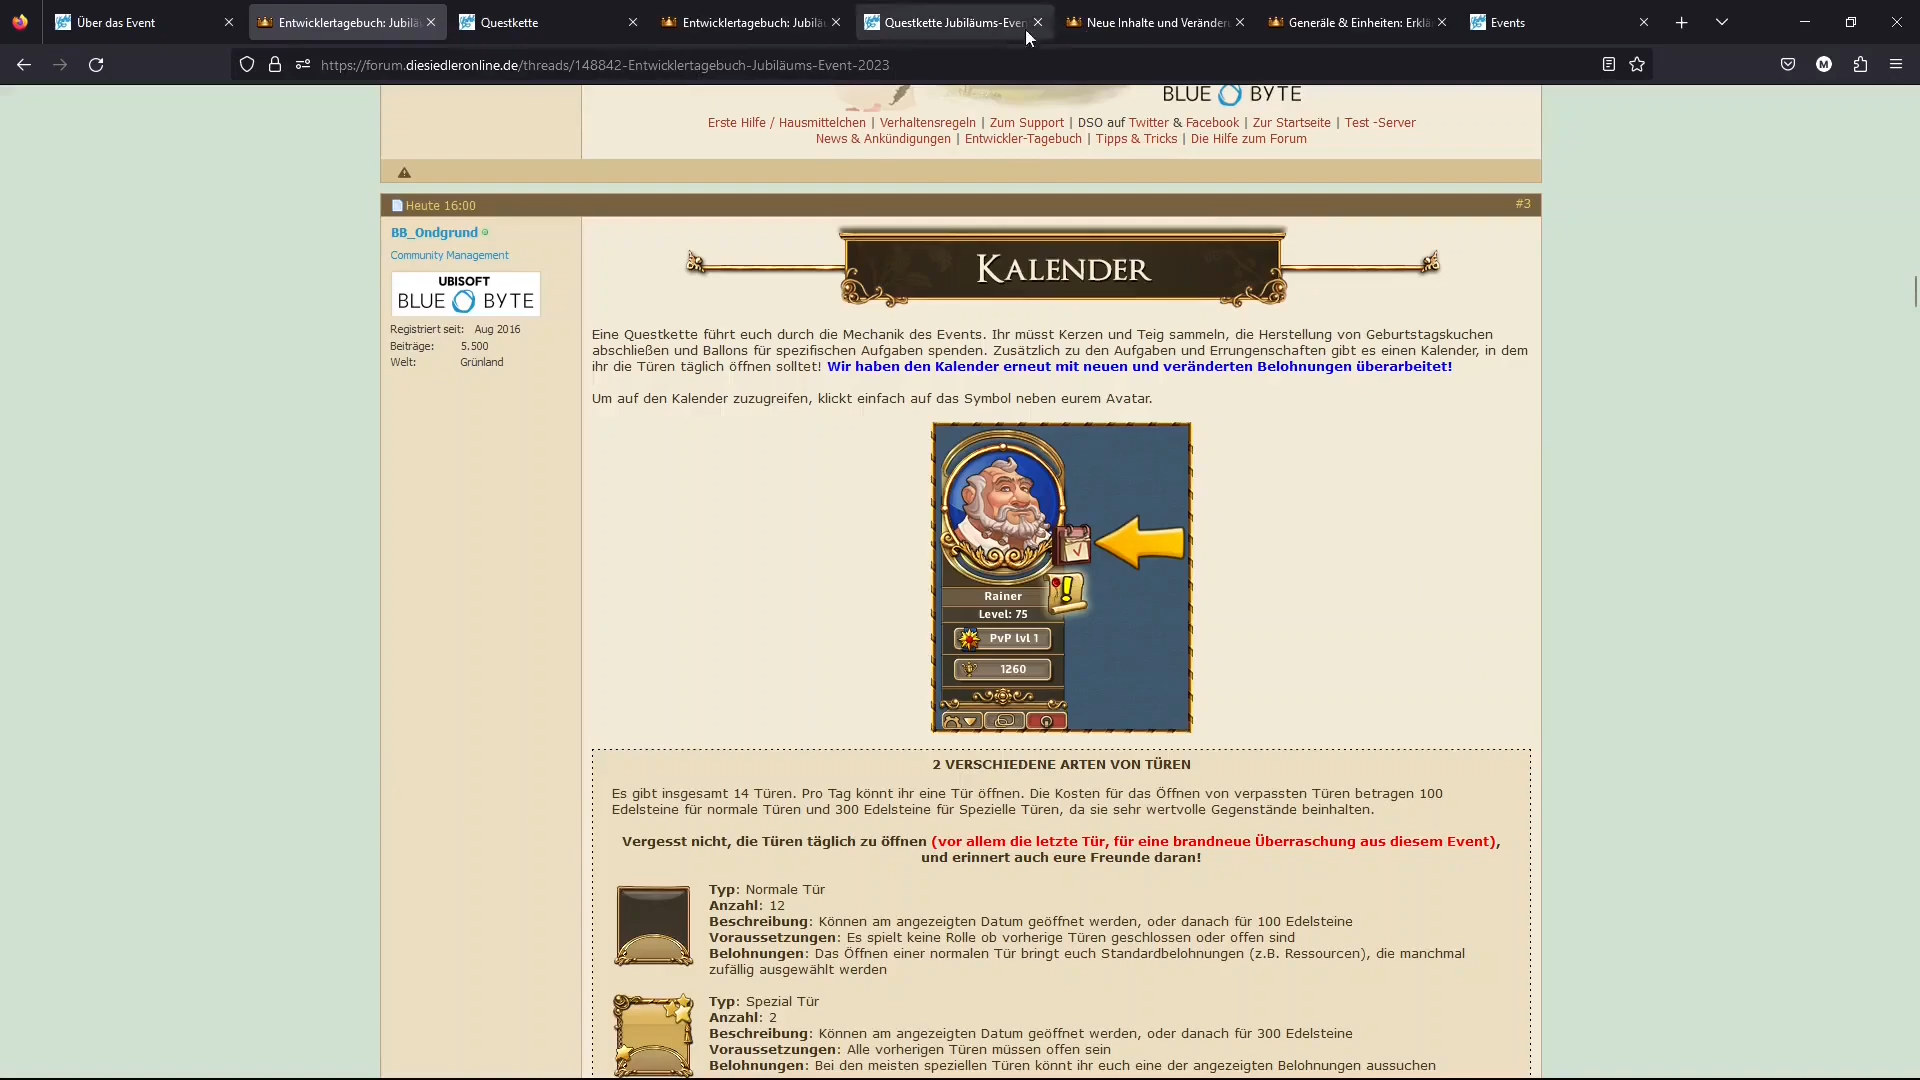 Über das Event
Entwicklertagebuch: Jubiläu
Questkette
Entwicklertagebuch: Jubiläu
Questkette Jubiläums-Even
Neue Inhalte und Veränder
Generäle & Einheiten: Erklä
Events
https://forum.diesiedleronline.de/threads/148842-Entwicklertagebuch-Jubiläums-Event-2023
M
BLUE BYTE
Erste Hilfe / Hausmittelchen | Verhaltensregeln | Zum Support | DSO auf Twitter & Facebook | Zur Startseite | Test -Server
News & Ankündigungen | Entwickler-Tagebuch | Tipps & Tricks | Die Hilfe zum Forum
Heute 16:00
#3
BB_Ondgrund
Community Management
UBISOFT
BLUE BYTE
Registriert seit: Aug 2016
Beiträge: 5.500
Welt: Grünland
KALENDER
Eine Questkette führt euch durch die Mechanik des Events. Ihr müsst Kerzen und Teig sammeln, die Herstellung von Geburtstagskuchen
abschließen und Ballons für spezifischen Aufgaben spenden. Zusätzlich zu den Aufgaben und Errungenschaften gibt es einen Kalender, in dem
ihr die Türen täglich öffnen solltet! Wir haben den Kalender erneut mit neuen und veränderten Belohnungen überarbeitet!
Um auf den Kalender zuzugreifen, klickt einfach auf das Symbol neben eurem Avatar.
Rainer
Level: 75
PvP lvl 1
1260
2 VERSCHIEDENE ARTEN VON TÜREN
Es gibt insgesamt 14 Türen. Pro Tag könnt ihr eine Tür öffnen. Die Kosten für das Öffnen von verpassten Türen betragen 100
Edelsteine für normale Türen und 300 Edelsteine für Spezielle Türen, da sie sehr wertvolle Gegenstände beinhalten.
Vergesst nicht, die Türen täglich zu öffnen (vor allem die letzte Tür, für eine brandneue Überraschung aus diesem Event),
und erinnert auch eure Freunde daran!
Typ: Normale Tür
Anzahl: 12
Beschreibung: Können am angezeigten Datum geöffnet werden, oder danach für 100 Edelsteine
Voraussetzungen: Es spielt keine Rolle ob vorherige Türen geschlossen oder offen sind
Belohnungen: Das Öffnen einer normalen Tür bringt euch Standardbelohnungen (z.B. Ressourcen), die manchmal
zufällig ausgewählt werden
Typ: Spezial Tür
Anzahl: 2
Beschreibung: Können am angezeigten Datum geöffnet werden, oder danach für 300 Edelsteine
Voraussetzungen: Alle vorherigen Türen müssen offen sein
Belohnungen: Bei den meisten speziellen Türen könnt ihr euch eine der angezeigten Belohnungen aussuchen